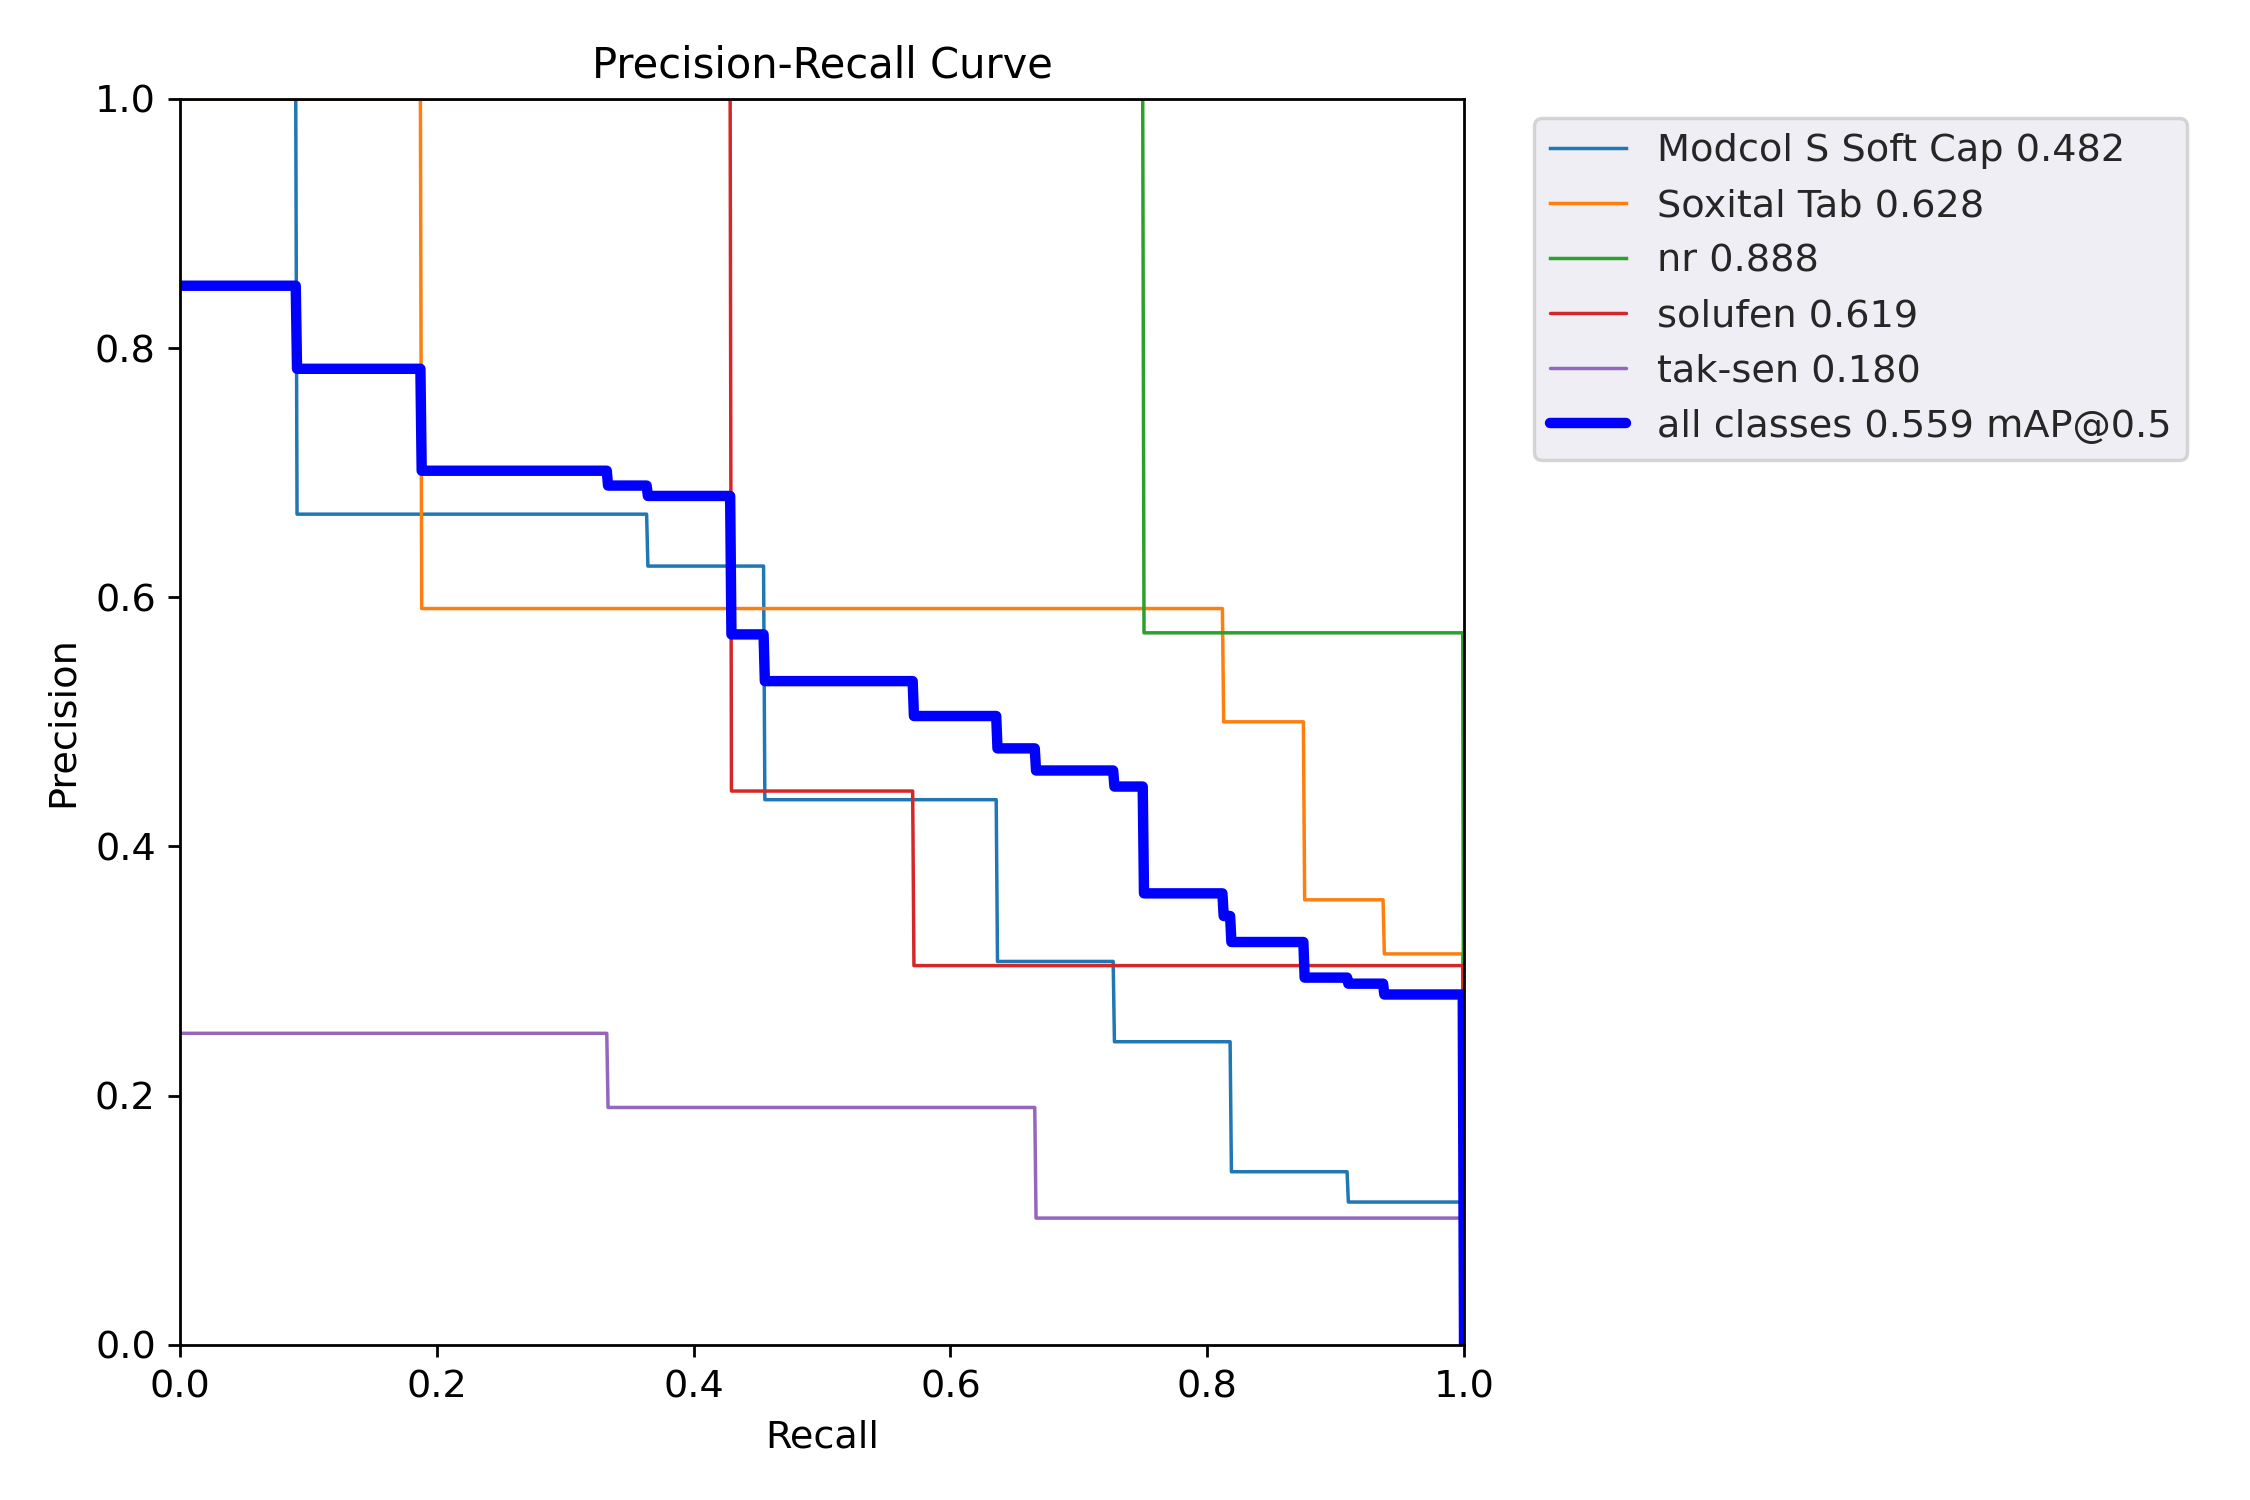 Precision-Recall Curve
1.0
0.8
0.6
0.4
0.2
0.0
Precision
0.0 0.2 0.4 0.6 0.8 1.0
Recall
Modcol S Soft Cap 0.482
Soxital Tab 0.628
nr 0.888
solufen 0.619
tak-sen 0.180
all classes 0.559 mAP@0.5